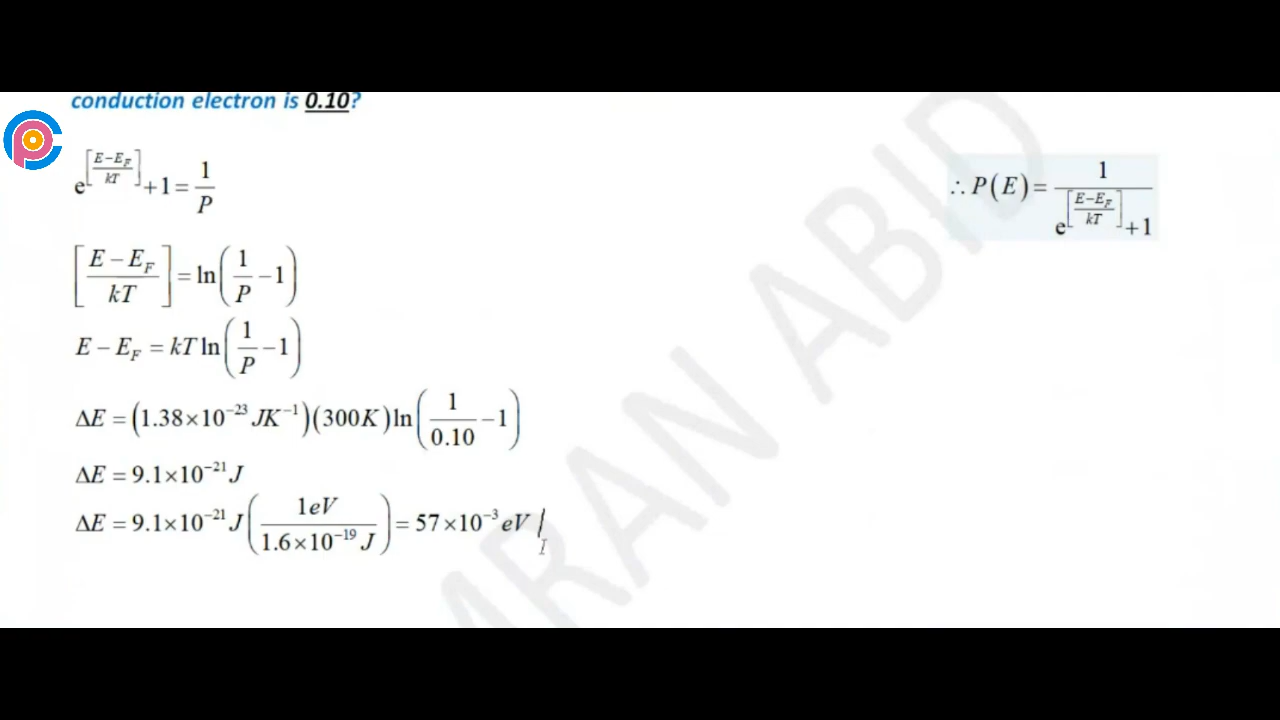 conduction electron is 0.10?
e^[(E−E_F)/kT] +1 = 1/P
∴ P(E) = 1/(e^[(E−E_F)/kT] +1)
[(E − E_F)/kT] = ln(1/P −1)
E − E_F = kT ln(1/P −1)
ΔE = (1.38×10^−23 JK^−1)(300K)ln(1/0.10 −1)
ΔE = 9.1×10^−21 J
ΔE = 9.1×10^−21 J(1eV/1.6×10^−19 J) = 57×10^−3 eV
RAN ABID